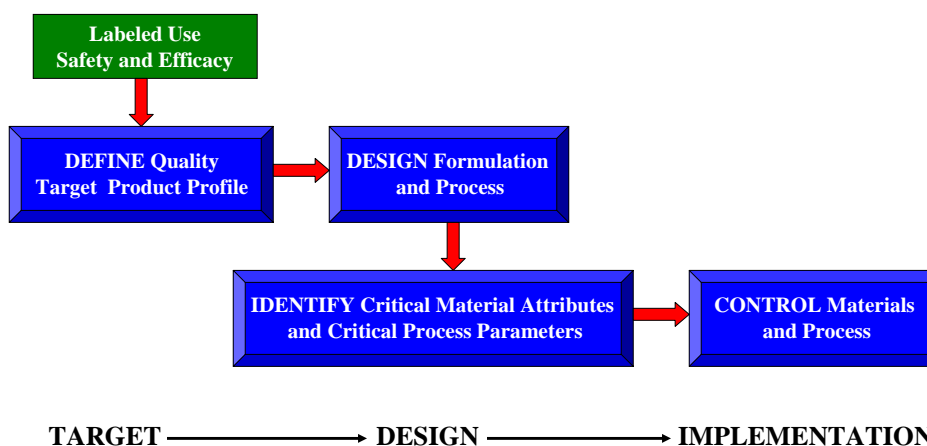 Labeled Use
Safety and Efficacy
DEFINE Quality
Target Product Profile
DESIGN Formulation
and Process
IDENTIFY Critical Material Attributes
and Critical Process Parameters
CONTROL Materials
and Process
TARGET DESIGN IMPLEMENTATION